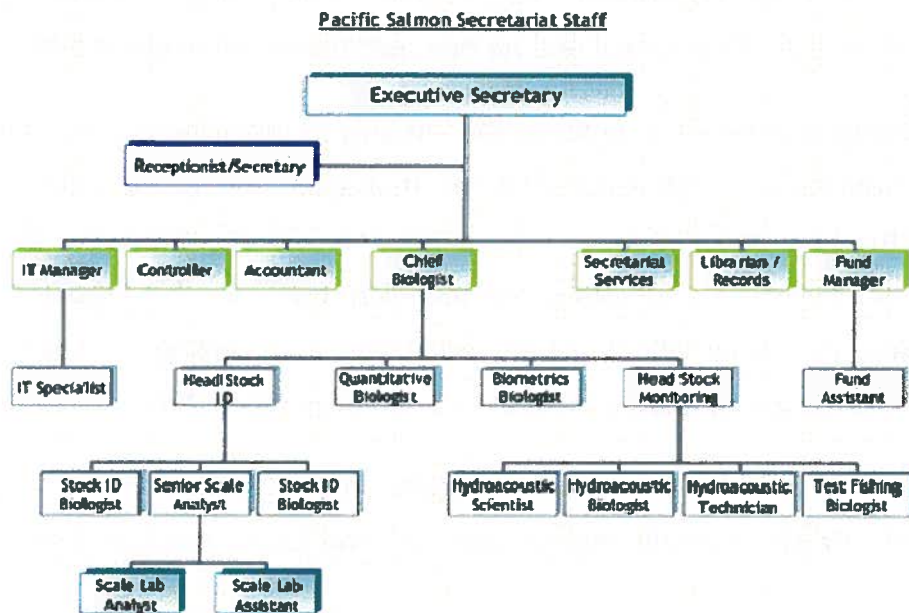 Pacific Salmon Secretariat Staff
Executive Secretary
Receptionist/Secretary
IT Manager
Controller
Accountant
Chief
Biologist
Secretarial
Services
Librarian /
Records
Fund
Manager
IT Specialist
Head Stock
ID
Quantitative
Biologist
Biometrics
Biologist
Head Stock
Monitoring
Fund
Assistant
Stock ID
Biologist
Senior Scale
Analyst
Stock ID
Biologist
Hydroacoustic
Scientist
Hydroacoustic
Biologist
Hydroacoustic
Technician
Test Fishing
Biologist
Scale Lab
Analyst
Scale Lab
Assistant